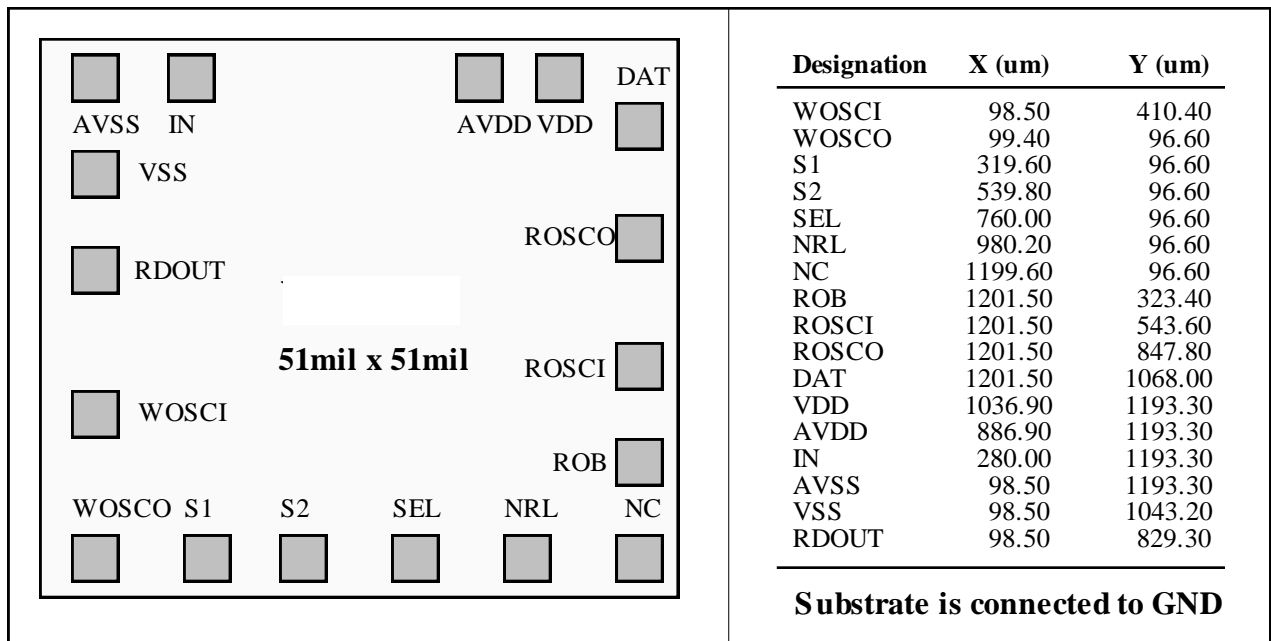 DAT
AVSS IN AVDD VDD
VSS
ROSCO
RDOUT
51mil x 51mil
ROSCI
WOSCI
ROB
WOSCO S1 S2 SEL NRL NC
Designation X (um) Y (um)
WOSCI 98.50 410.40
WOSCO 99.40 96.60
S1 319.60 96.60
S2 539.80 96.60
SEL 760.00 96.60
NRL 980.20 96.60
NC 1199.60 96.60
ROB 1201.50 323.40
ROSCI 1201.50 543.60
ROSCO 1201.50 847.80
DAT 1201.50 1068.00
VDD 1036.90 1193.30
AVDD 886.90 1193.30
IN 280.00 1193.30
AVSS 98.50 1193.30
VSS 98.50 1043.20
RDOUT 98.50 829.30
Substrate is connected to GND